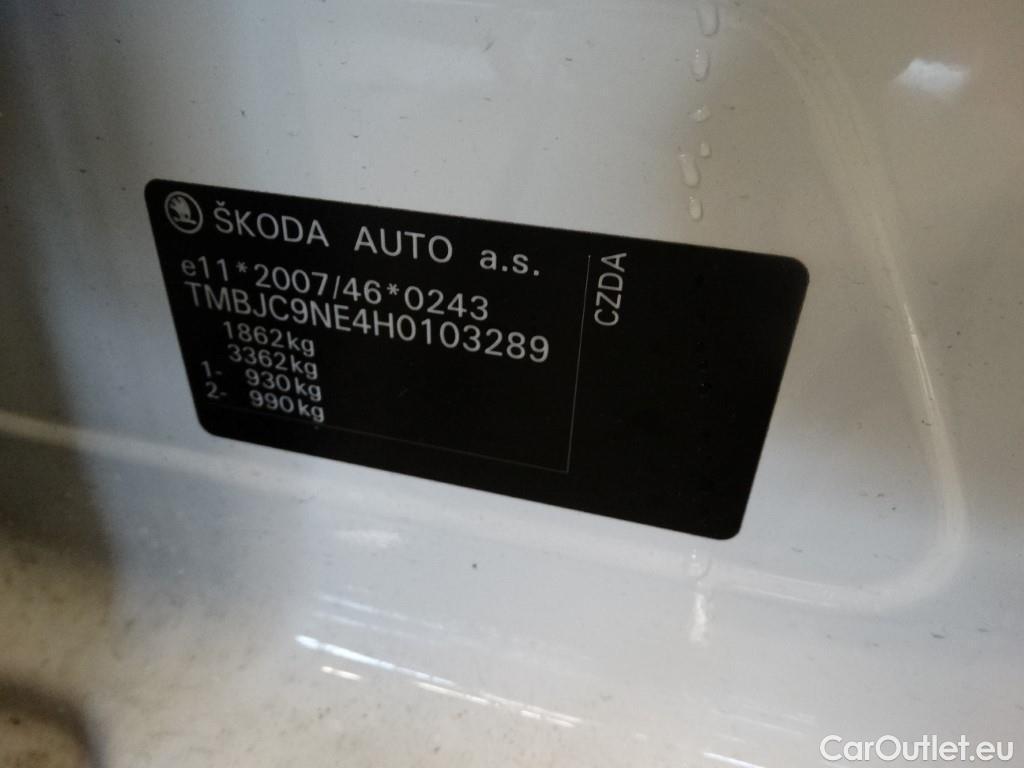 ŠKODA AUTO a.s.
e11*2007/46*0243
TMBJC9NE4H0103289
1862kg
3362kg
1- 930kg
2- 990kg
CZDA
CarOutlet.eu